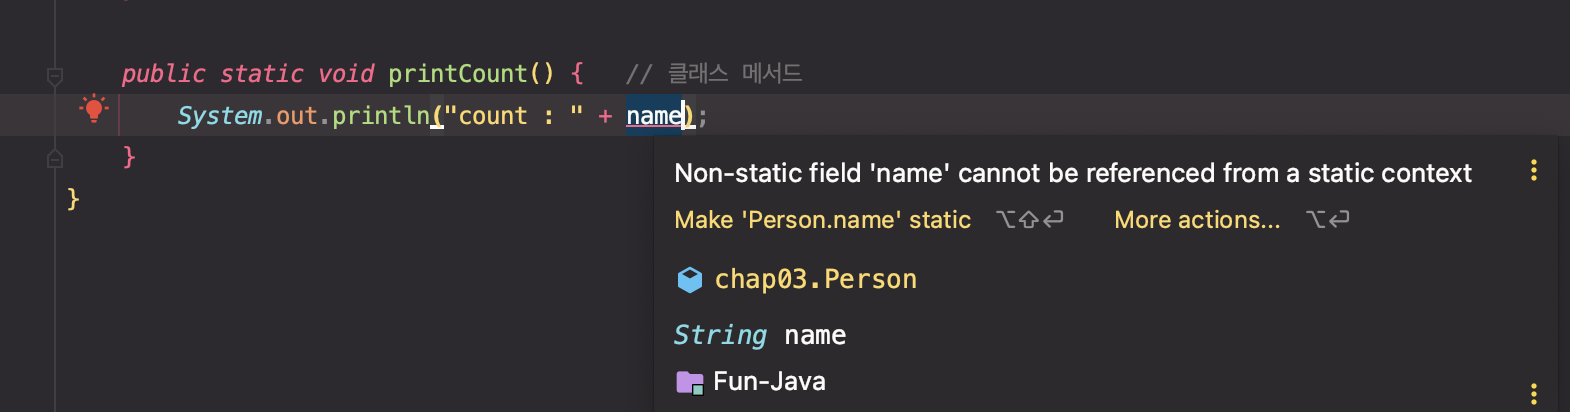 public static void printCount() { // 클래스 메서드
System.out.println("count : " + name);
}
}
Non-static field 'name' cannot be referenced from a static context
Make 'Person.name' static ⌥⇧⏎ More actions... ⌥⏎
chap03.Person
String name
Fun-Java